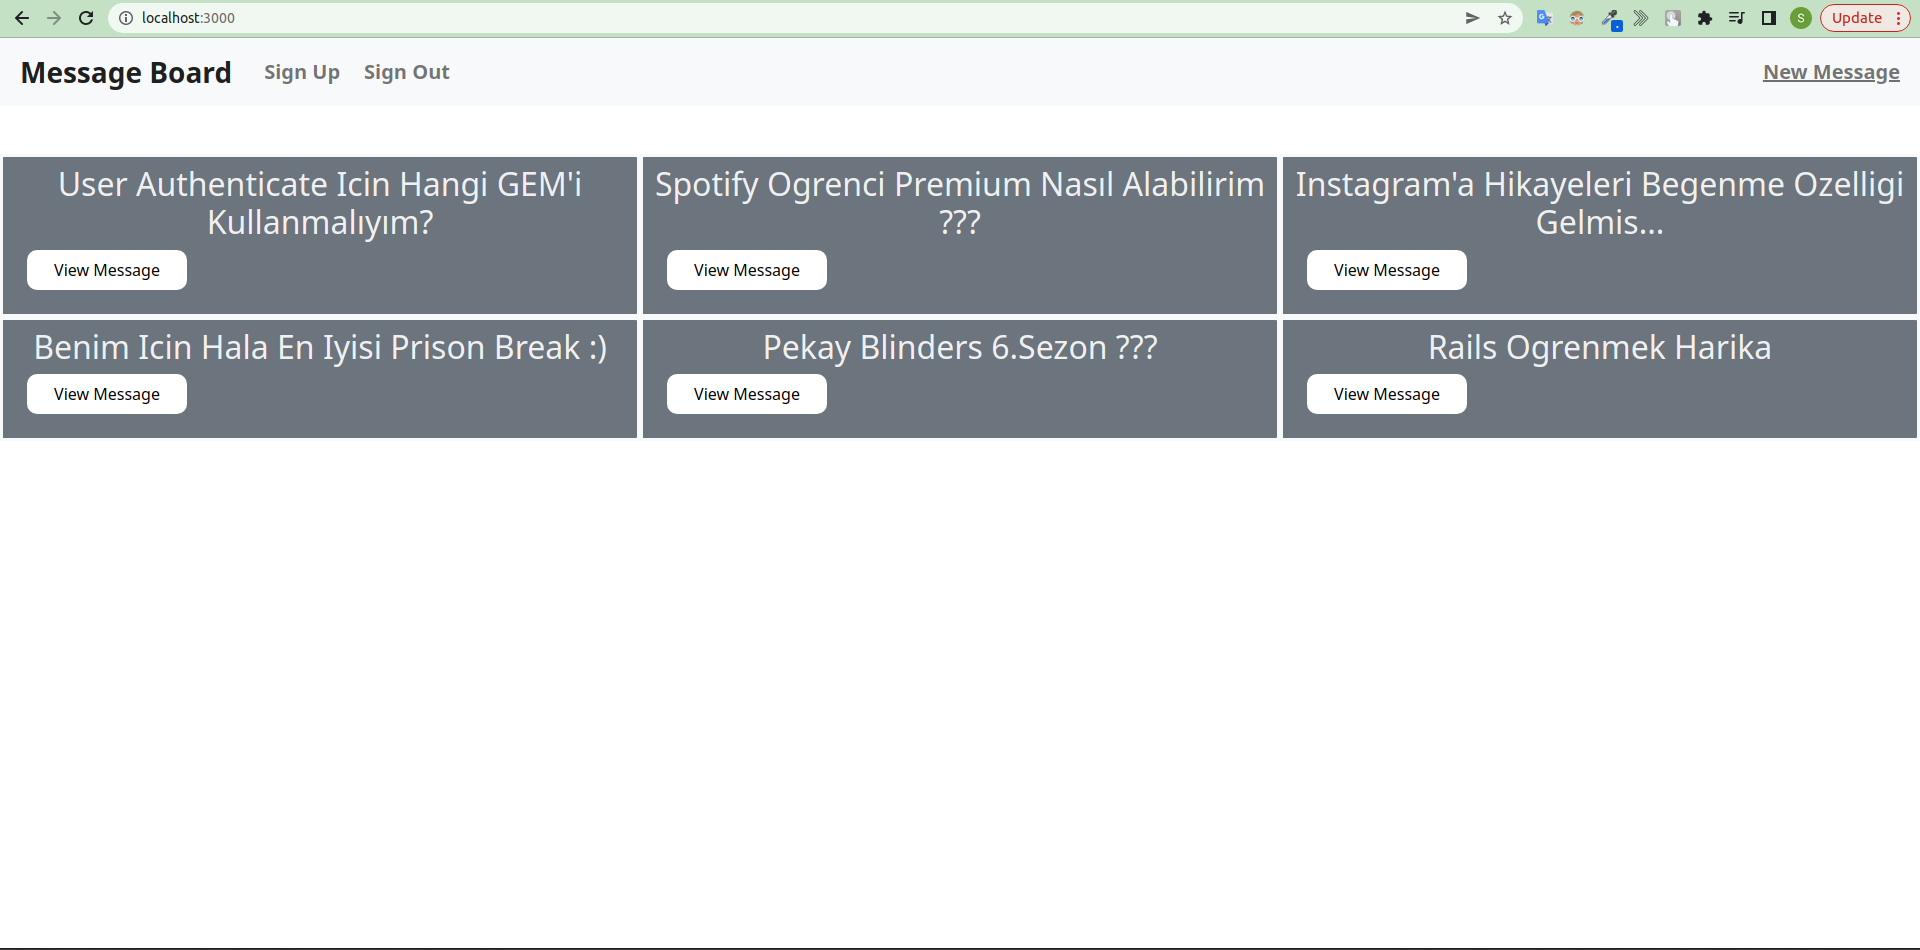 localhost:3000
Update
Message Board Sign Up Sign Out New Message
User Authenticate Icin Hangi GEM'i
Kullanmalıyım?
View Message
Spotify Ogrenci Premium Nasıl Alabilirim
???
View Message
Instagram'a Hikayeleri Begenme Ozelligi
Gelmis...
View Message
Benim Icin Hala En Iyisi Prison Break :)
View Message
Pekay Blinders 6.Sezon ???
View Message
Rails Ogrenmek Harika
View Message